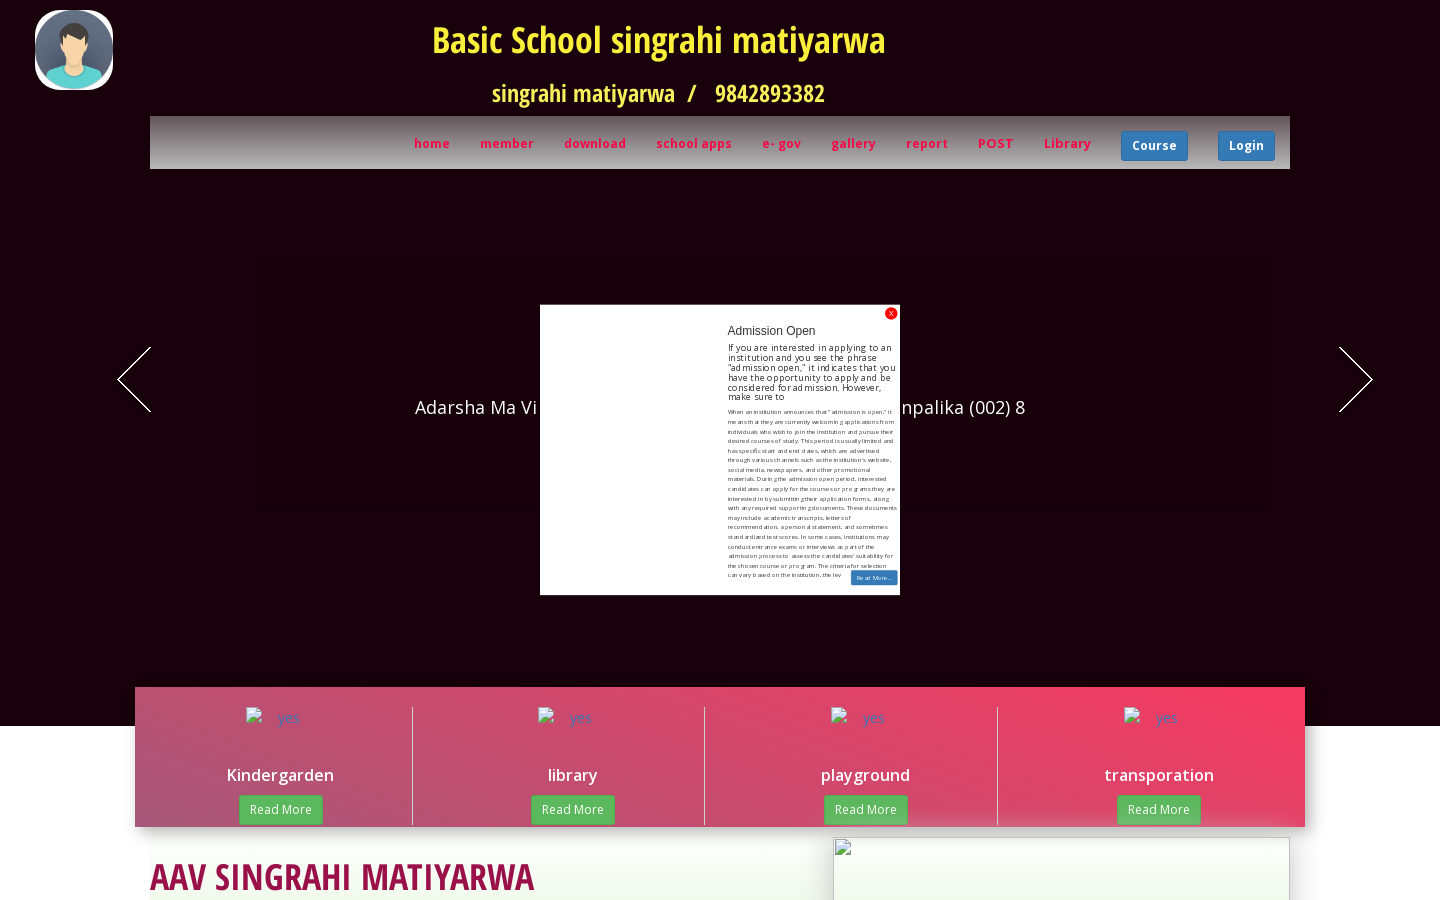 Basic School singrahi matiyarwa
singrahi matiyarwa / 9842893382
home member download school apps e- gov gallery report POST Library Course Login
X
Admission Open
If you are interested in applying to an
institution and you see the phrase
"admission open," it indicates that you
have the opportunity to apply and be
considered for admission. However,
make sure to
Adarsha Ma Vi
npalika (002) 8
When an institution announces that "admission is open," it
means that they are currently welcoming applications from
individuals who wish to join the institution and pursue their
desired courses of study. This period is usually limited and
has specific start and end dates, which are advertised
through various channels such as the institution's website,
social media, newspapers, and other promotional
materials. During the admission open period, interested
candidates can apply for the courses or programs they are
interested in by submitting their application forms, along
with any required supporting documents. These documents
may include academic transcripts, letters of
recommendation, a personal statement, and sometimes
standardized test scores. In some cases, institutions may
conduct entrance exams or interviews as part of the
admission process to assess the candidates' suitability for
the chosen course or program. The criteria for selection
can vary based on the institution, the lev
Read More...
yes yes yes yes
Kindergarden library playground transporation
Read More Read More Read More Read More
AAV SINGRAHI MATIYARWA